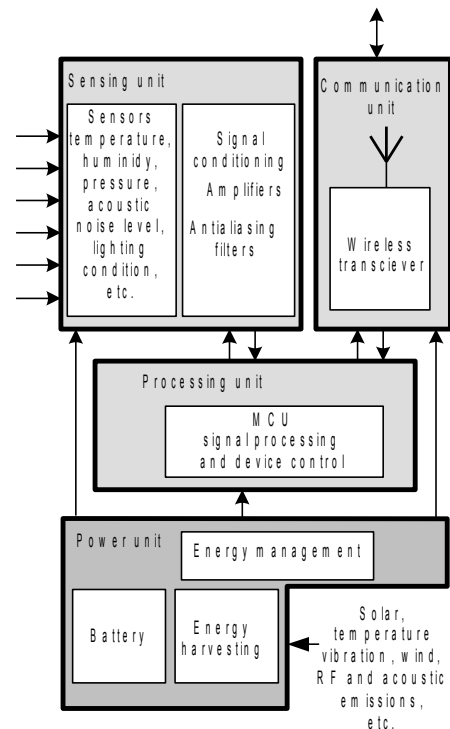 Sensing unit
Sensors
temperature,
huminidy,
pressure,
acoustic
noise level,
lighting
condition,
etc.
Signal
conditioning
Amplifiers
Antialiasing
filters
Communication
unit
Wireless
transciever
Processing unit
MCU
signal processing
and device control
Power unit
Energy management
Battery
Energy
harvesting
Solar,
temperature
vibration, wind,
RF and acoustic
emissions,
etc.